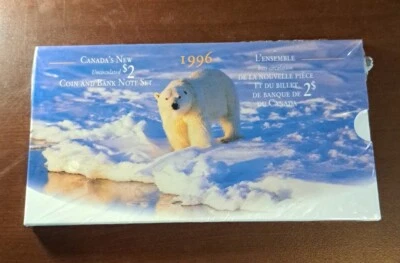 CANADA'S NEW
Uncirculated $2
COIN AND BANK NOTE SET
1996
L'ENSEMBLE
DE LA NOUVELLE PIÈCE
ET DU BILLET
DE BANQUE DE 2$
DU CANADA